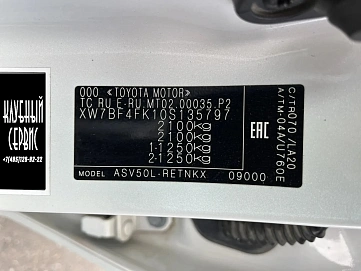 ООО «TOYOTA MOTOR»
TC RU E-RU.MT02.00035.P2
XW7BF4FK10S135797
2100kg
2100kg
1-1250kg
2-1250kg
MODEL ASV50L-RETNKX 09000
C/TR070/LA20
A/TM-04A/U760E
EAC
КЛУБНЫЙ
СЕРВИС